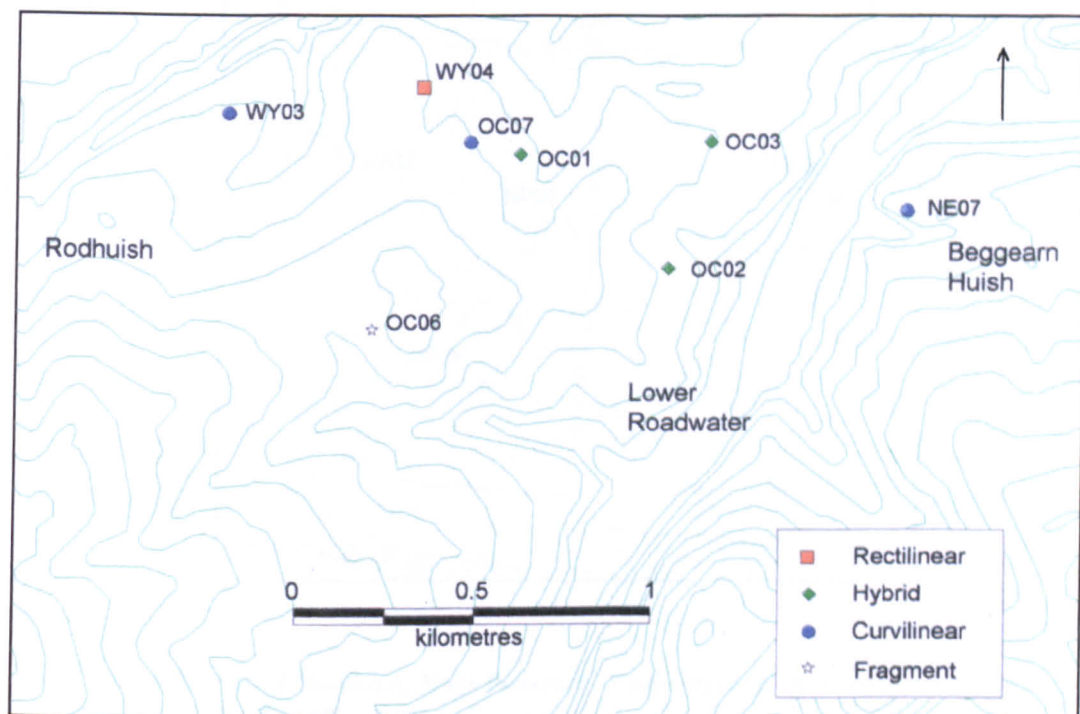 WY04
WY03
OC07
OC03
OC01
NE07
Rodhuish
Beggearn
Huish
OC02
OC06
Lower
Roadwater
0 0.5 1
kilometres
Rectilinear
Hybrid
Curvilinear
Fragment